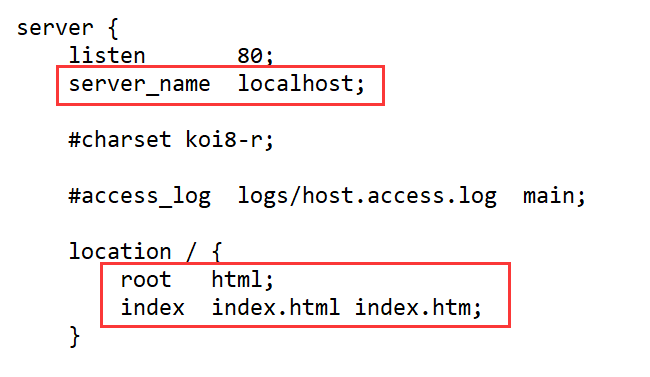 server {
    listen       80;
    server_name  localhost;

    #charset koi8-r;

    #access_log  logs/host.access.log  main;

    location / {
        root   html;
        index  index.html index.htm;
    }